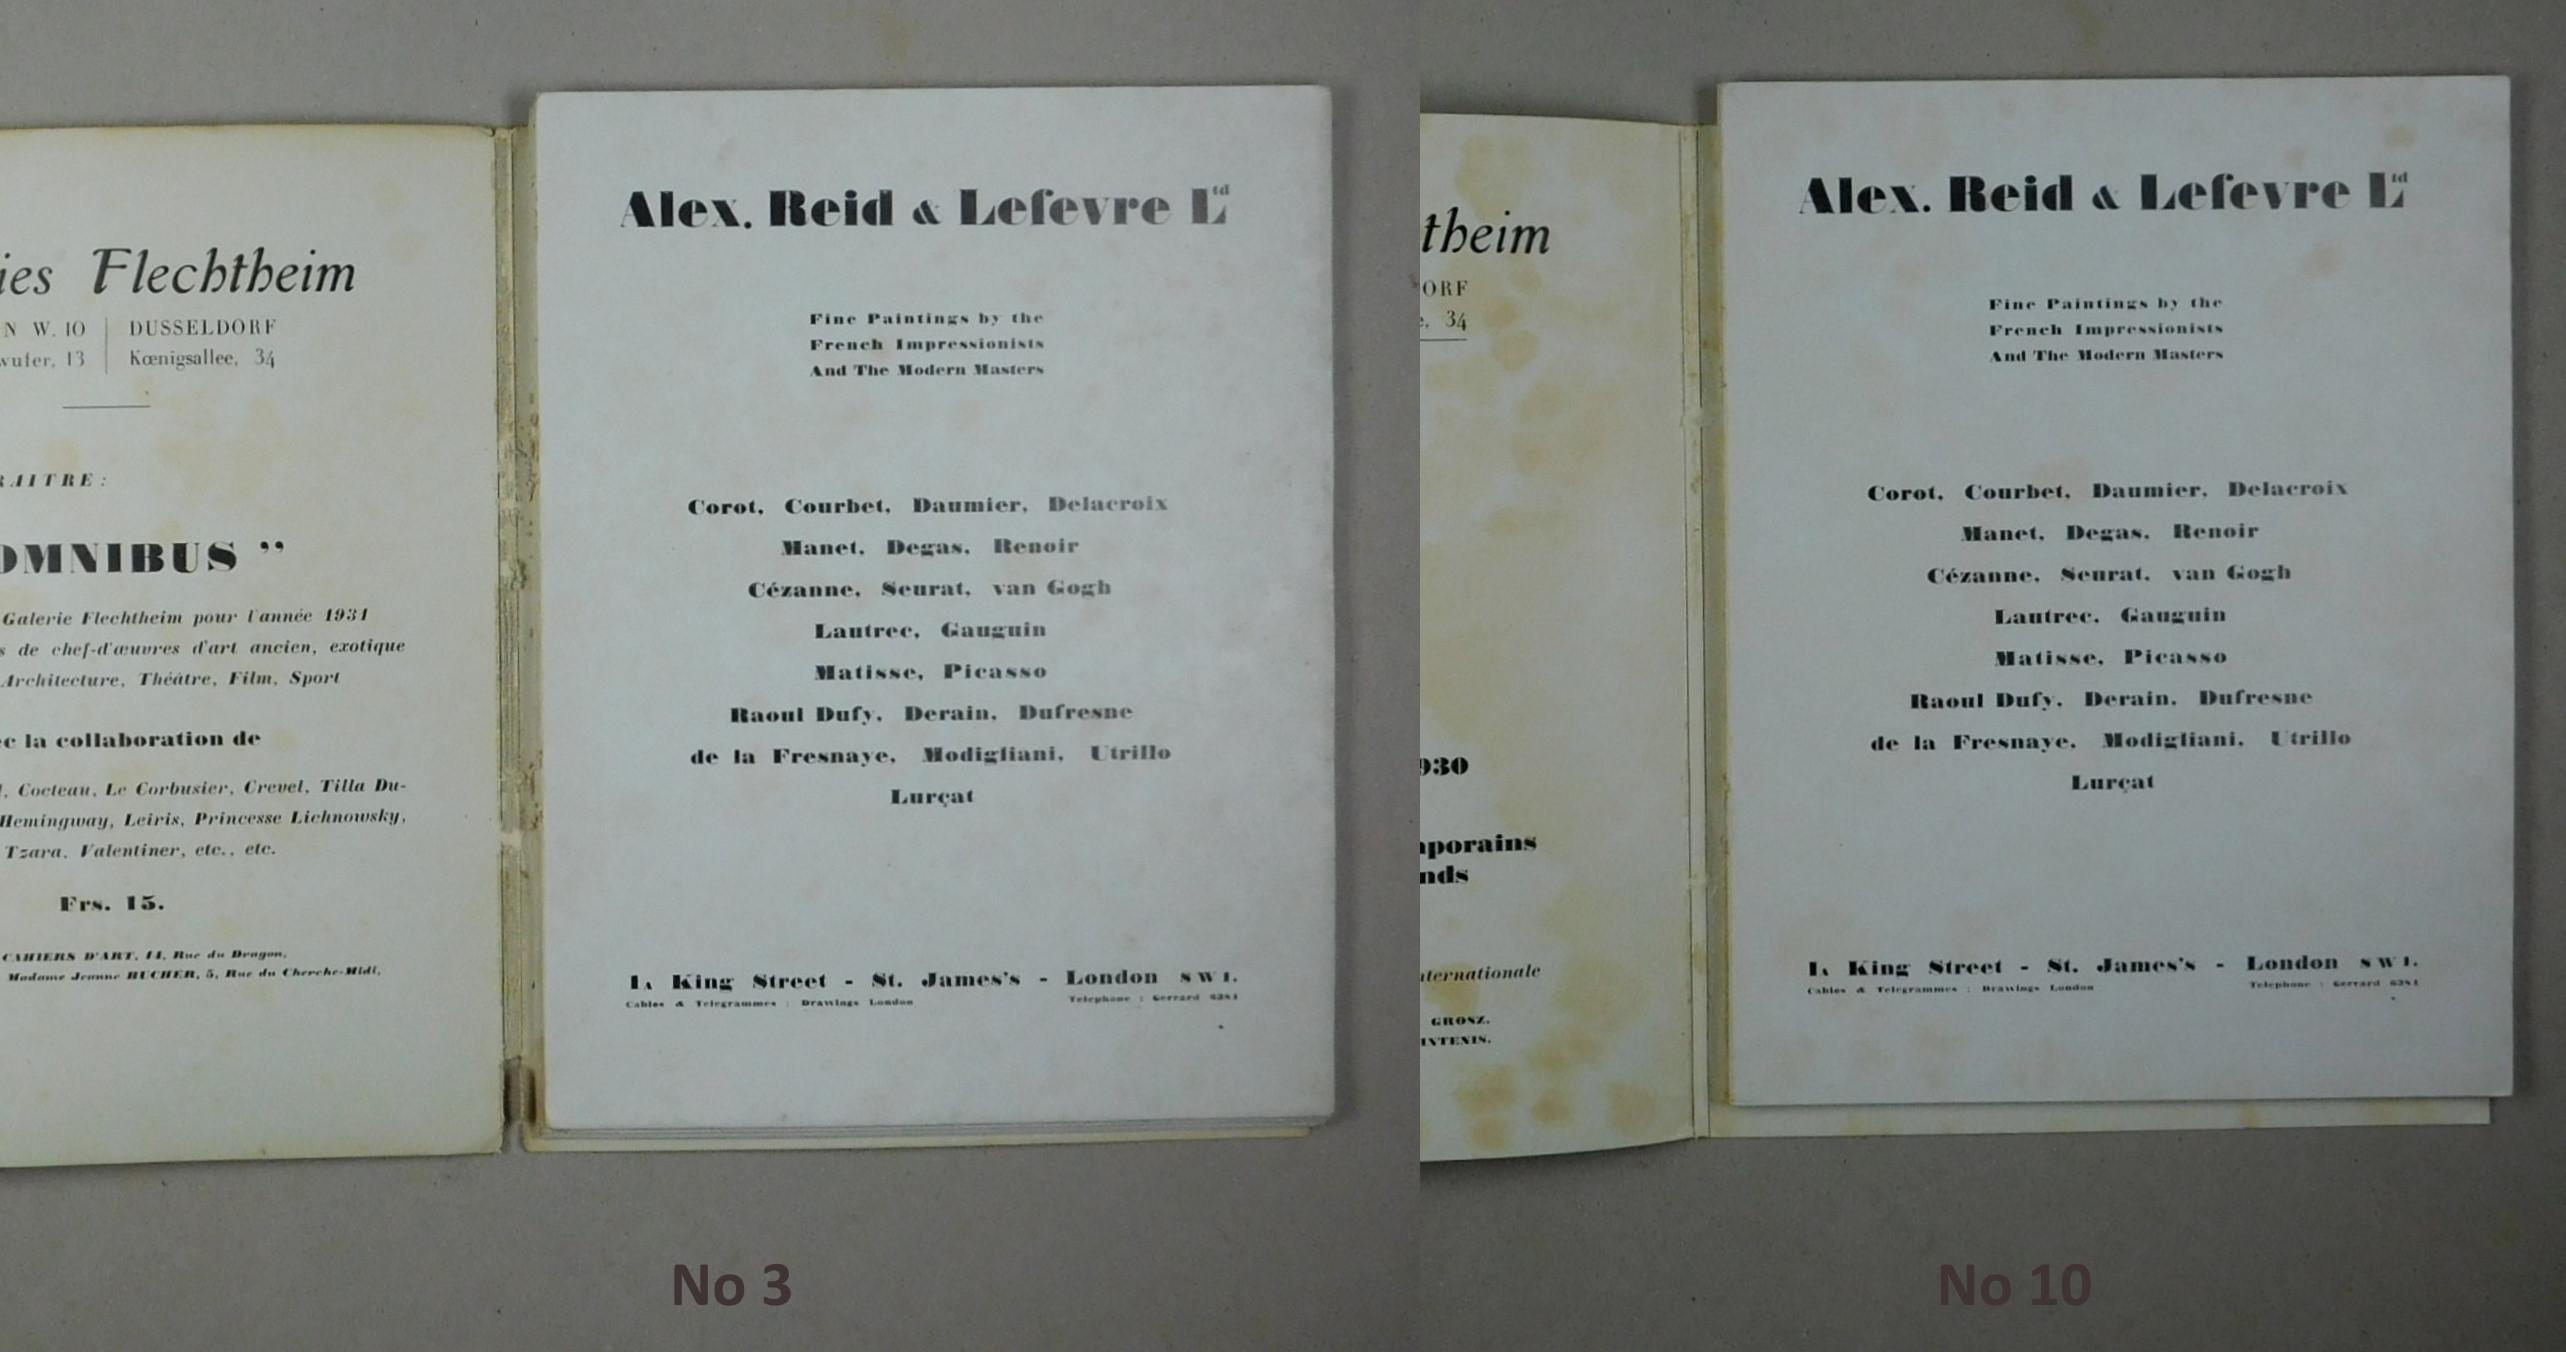 ies Flechtheim
N W. 10 | DUSSELDORF
wufer, 13 | Kœnigsallee, 34
RAITRE :
OMNIBUS ”
Galerie Flechtheim pour l'année 1931
s de chef-d'œuvres d'art ancien, exotique
Architecture, Théâtre, Film, Sport
ec la collaboration de
Cocteau, Le Corbusier, Crevel, Tilla Du-
Hemingway, Leiris, Princesse Lichnowsky,
Tzara, Valentiner, etc., etc.
Frs. 15.
CAHIERS D'ART, 14, Rue du Dragon,
Madame Jeanne BUCHER, 5, Rue du Cherche-Midi,
Alex. Reid & Lefevre Ltd
Fine Paintings by the
French Impressionists
And The Modern Masters
Corot, Courbet, Daumier, Delacroix
Manet, Degas, Renoir
Cézanne, Seurat, van Gogh
Lautrec, Gauguin
Matisse, Picasso
Raoul Dufy, Derain, Dufresne
de la Fresnaye, Modigliani, Utrillo
Lurçat
1A King Street - St. James's - London SW1.
Cables & Telegrammes : Drawings London Telephone : Gerrard 6381
No 3
theim
ORF
e, 34
930
mporains
nds
nternationale
GROSZ.
INTENIS.
Alex. Reid & Lefevre Ltd
Fine Paintings by the
French Impressionists
And The Modern Masters
Corot, Courbet, Daumier, Delacroix
Manet, Degas, Renoir
Cézanne, Seurat, van Gogh
Lautrec, Gauguin
Matisse, Picasso
Raoul Dufy, Derain, Dufresne
de la Fresnaye, Modigliani, Utrillo
Lurçat
1A King Street - St. James's - London SW1.
Cables & Telegrammes : Drawings London Telephone : Gerrard 6381
No 10